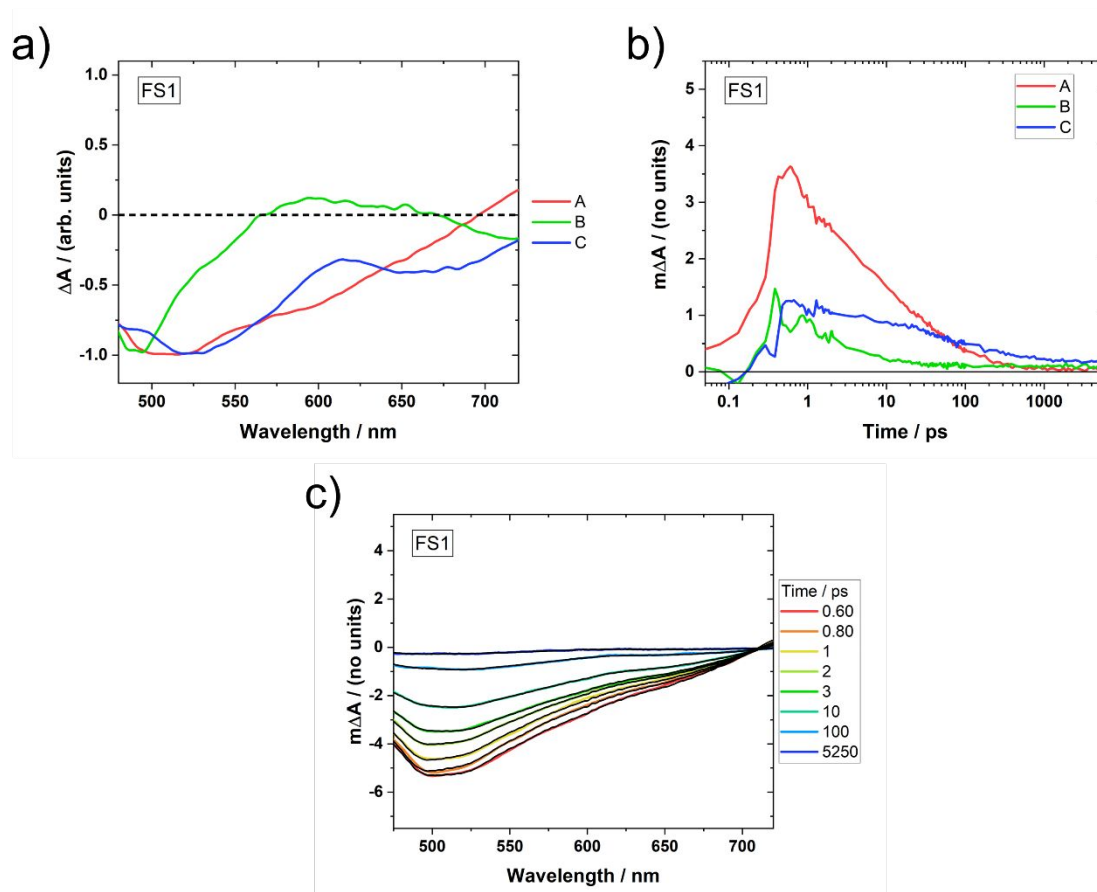 a)
FS1
1.0
0.5
0
-0.5
-1.0
ΔA / (arb. units)
500 550 600 650 700
Wavelength / nm
A
B
C
b)
FS1
A
B
C
5
4
3
2
1
0
mΔA / (no units)
0.1 1 10 100 1000
Time / ps
c)
FS1
4
2
0
-2
-4
-6
mΔA / (no units)
500 550 600 650 700
Wavelength / nm
Time / ps
0.60
0.80
1
2
3
10
100
5250